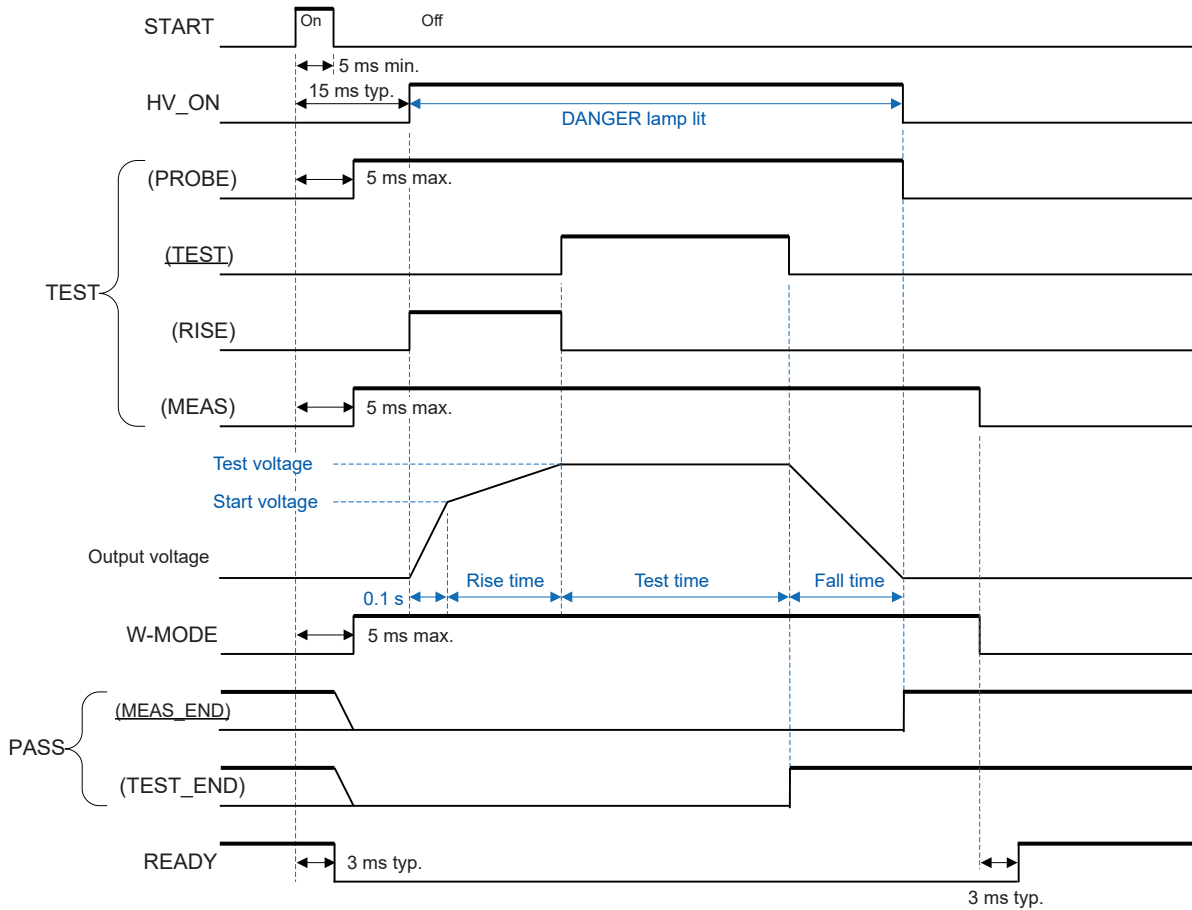 START
On
Off
5 ms min.
HV_ON
15 ms typ.
DANGER lamp lit
TEST
(PROBE)
5 ms max.
(TEST)
(RISE)
(MEAS)
5 ms max.
Test voltage
Start voltage
Output voltage
0.1 s
Rise time
Test time
Fall time
W-MODE
5 ms max.
PASS
(MEAS_END)
(TEST_END)
READY
3 ms typ.
3 ms typ.